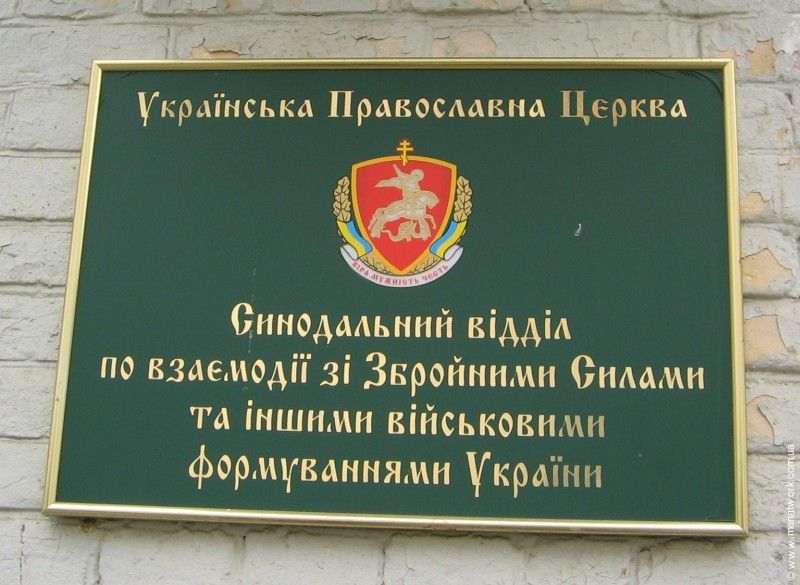 Українська Православна Церква
ВІРА МУЖНІСТЬ ЧЕСТЬ
Синодальний відділ
по взаємодії зі Збройними Силами
та іншими військовими
формуваннями України
© www.menatwork.com.ua